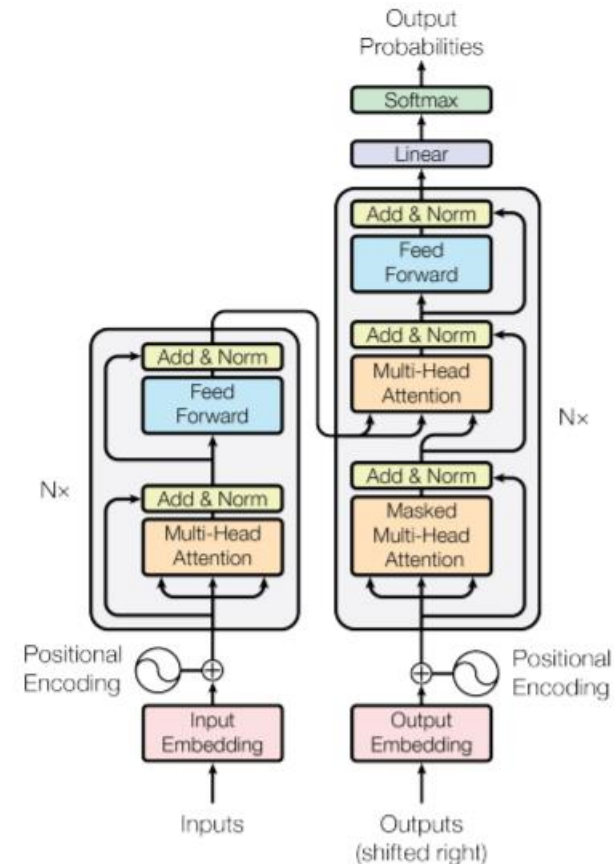 Output
Probabilities
Softmax
Linear
Add & Norm
Feed
Forward
Add & Norm
Multi-Head
Attention
Add & Norm
Masked
Multi-Head
Attention
Nx
Add & Norm
Feed
Forward
Add & Norm
Multi-Head
Attention
Nx
Positional
Encoding
Positional
Encoding
Input
Embedding
Output
Embedding
Inputs
Outputs
(shifted right)